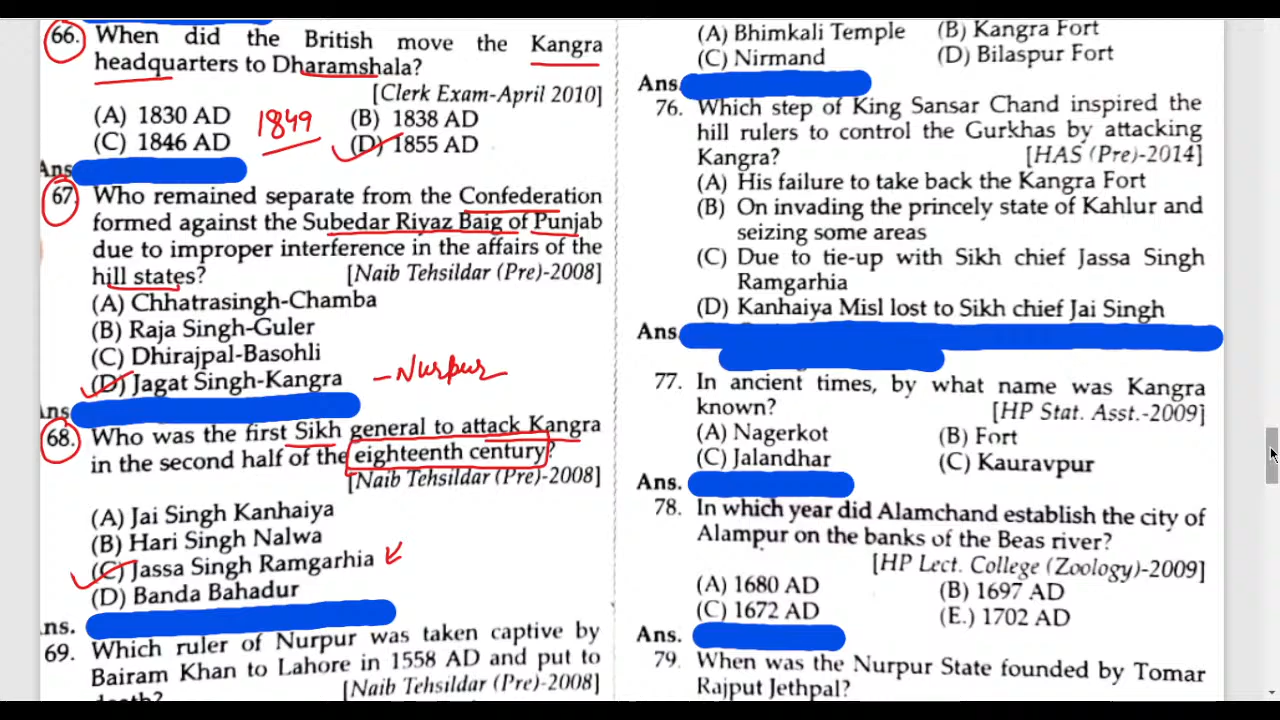 66. When did the British move the Kangra
headquarters to Dharamshala?
[Clerk Exam-April 2010]
(A) 1830 AD (B) 1838 AD
(C) 1846 AD 1849 (D) 1855 AD
Ans
67. Who remained separate from the Confederation
formed against the Subedar Riyaz Baig of Punjab
due to improper interference in the affairs of the
hill states? [Naib Tehsildar (Pre)-2008]
(A) Chhatrasingh-Chamba
(B) Raja Singh-Guler
(C) Dhirajpal-Basohli
(D) Jagat Singh-Kangra - Nurpur
Ans
68. Who was the first Sikh general to attack Kangra
in the second half of the eighteenth century?
[Naib Tehsildar (Pre)-2008]
(A) Jai Singh Kanhaiya
(B) Hari Singh Nalwa
(C) Jassa Singh Ramgarhia
(D) Banda Bahadur
ns.
69. Which ruler of Nurpur was taken captive by
Bairam Khan to Lahore in 1558 AD and put to
death? [Naib Tehsildar (Pre)-2008]
(A) Bhimkali Temple (B) Kangra Fort
(C) Nirmand (D) Bilaspur Fort
Ans.
76. Which step of King Sansar Chand inspired the
hill rulers to control the Gurkhas by attacking
Kangra? [HAS (Pre)-2014]
(A) His failure to take back the Kangra Fort
(B) On invading the princely state of Kahlur and
seizing some areas
(C) Due to tie-up with Sikh chief Jassa Singh
Ramgarhia
(D) Kanhaiya Misl lost to Sikh chief Jai Singh
Ans
77. In ancient times, by what name was Kangra
known? [HP Stat. Asst.-2009]
(A) Nagerkot (B) Fort
(C) Jalandhar (C) Kauravpur
Ans.
78. In which year did Alamchand establish the city of
Alampur on the banks of the Beas river?
[HP Lect. College (Zoology)-2009]
(A) 1680 AD (B) 1697 AD
(C) 1672 AD (E.) 1702 AD
Ans.
79. When was the Nurpur State founded by Tomar
Rajput Jethpal?